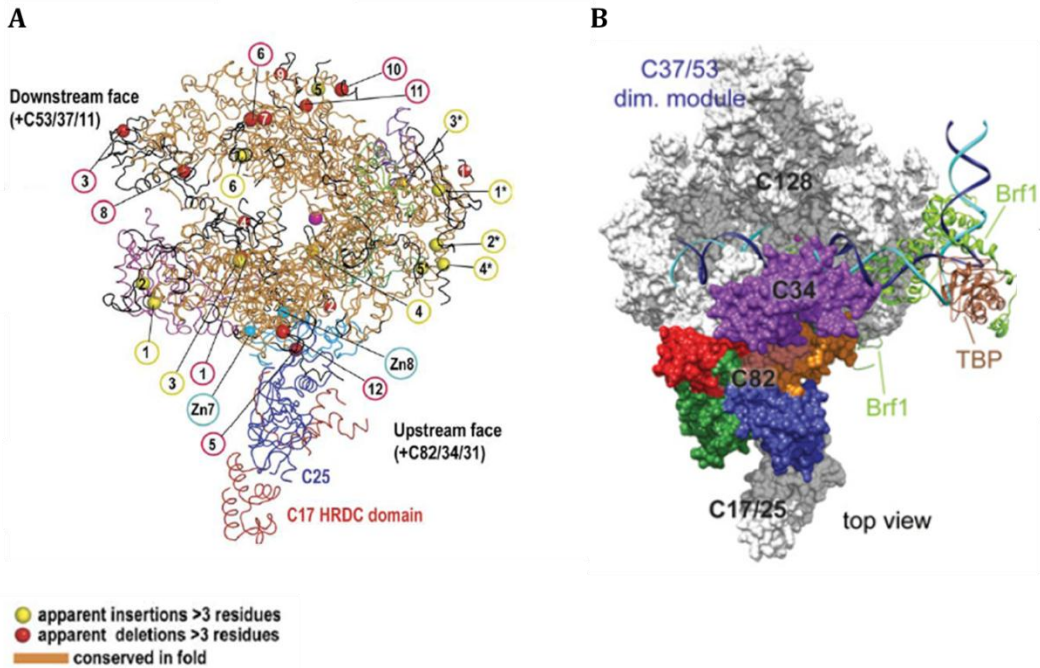 A
B
6
9
5
10
11
Downstream face
(+C53/37/11)
7
3*
3
8
6
1*
2*
4*
5*
2
1
3
1
4
Zn7
Zn8
12
5
Upstream face
(+C82/34/31)
C25
C17 HRDC domain
C37/53
dim. module
C128
Brf1
C34
TBP
C82
Brf1
C17/25
top view
apparent insertions >3 residues
apparent deletions >3 residues
conserved in fold